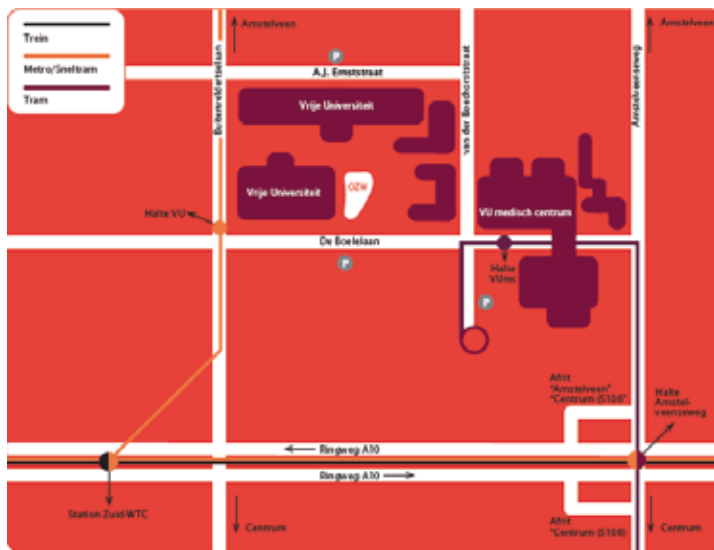 Trein
Metro/Sneltram
Tram
Amstelveen
Amstelveen
P
A.J. Ernststraat
Buitenveldertselaan
van der Boechorststraat
Amstelveenseweg
Vrije Universiteit
Vrije Universiteit
OZW
VU medisch centrum
Halte VU
De Boelelaan
P
Halte
VUmc
P
Afrit
"Amstelveen"
"Centrum (S108)"
Halte
Amstel-
veenseweg
Ringweg A10
Ringweg A10
Station Zuid WTC
Centrum
Afrit
"Centrum (S108)
Centrum